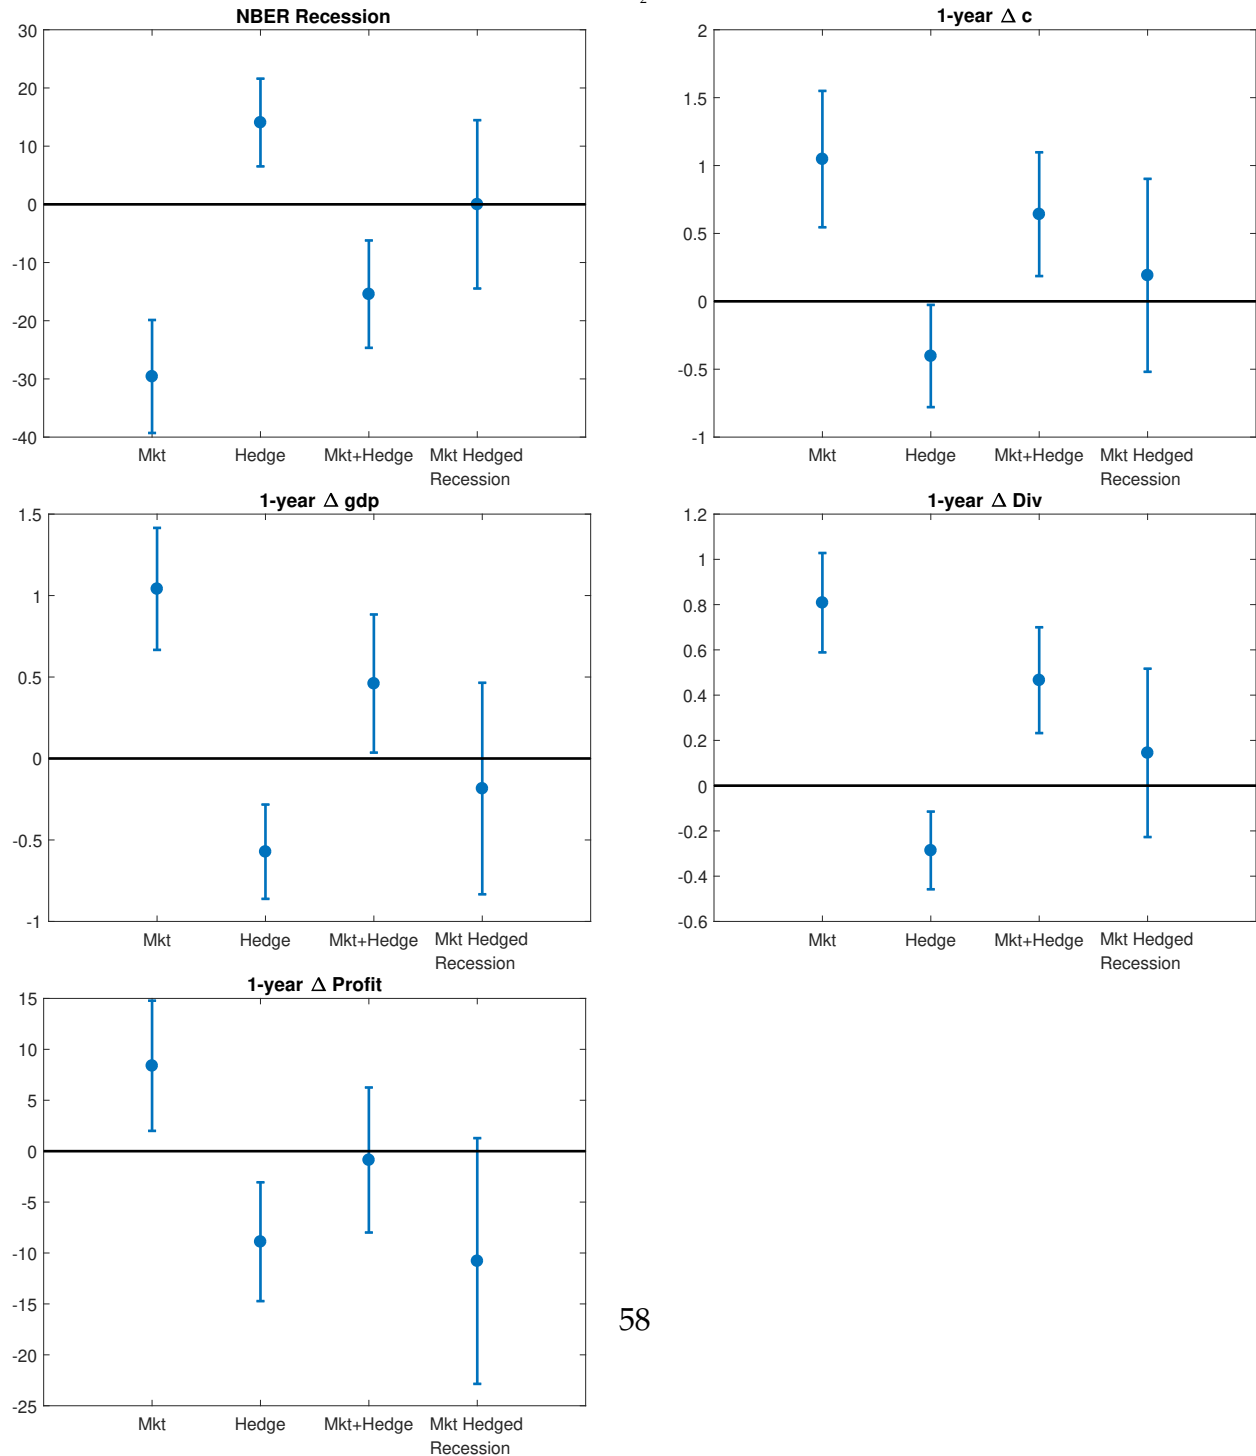 2
NBER Recession
30
20
10
0
-10
-20
-30
-40
Mkt Hedge Mkt+Hedge Mkt Hedged
Recession
1-year Δ c
2
1.5
1
0.5
0
-0.5
-1
Mkt Hedge Mkt+Hedge Mkt Hedged
Recession
1-year Δ gdp
1.5
1
0.5
0
-0.5
-1
Mkt Hedge Mkt+Hedge Mkt Hedged
Recession
1-year Δ Div
1.2
1
0.8
0.6
0.4
0.2
0
-0.2
-0.4
-0.6
Mkt Hedge Mkt+Hedge Mkt Hedged
Recession
1-year Δ Profit
15
10
5
0
-5
-10
-15
-20
-25
Mkt Hedge Mkt+Hedge Mkt Hedged
Recession
58